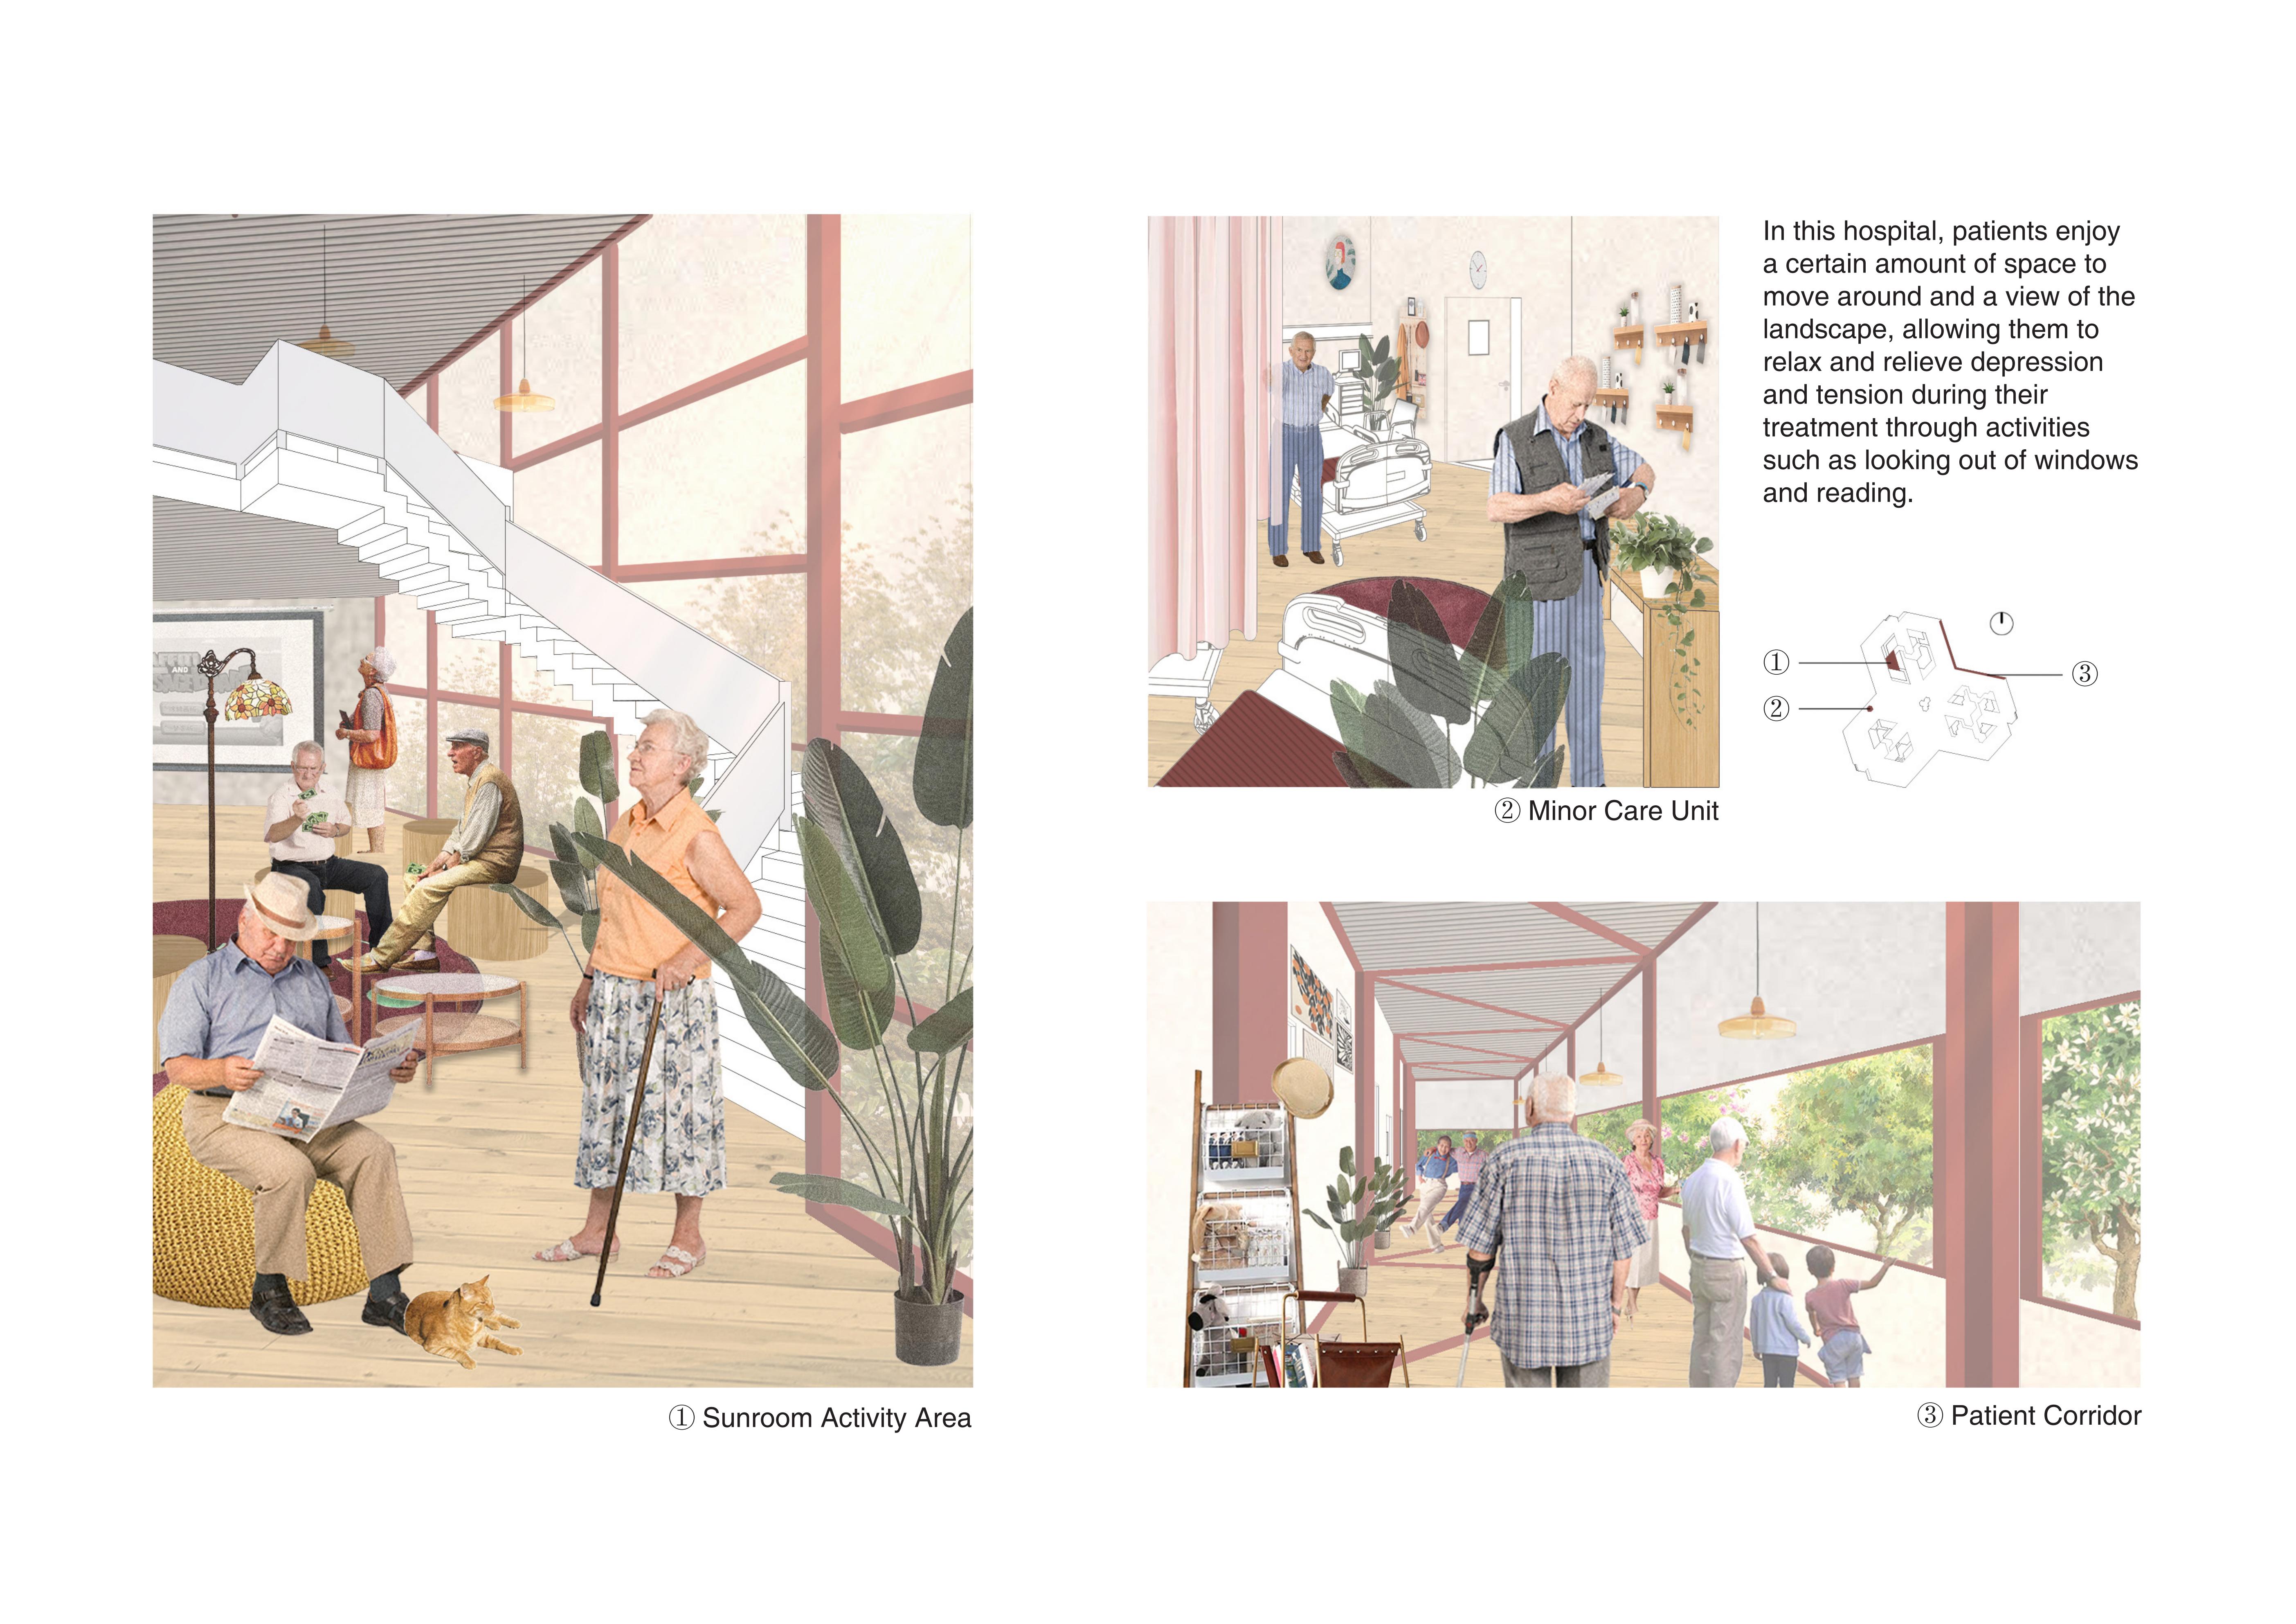 AND
① Sunroom Activity Area
② Minor Care Unit
In this hospital, patients enjoy
a certain amount of space to
move around and a view of the
landscape, allowing them to
relax and relieve depression
and tension during their
treatment through activities
such as looking out of windows
and reading.
①
②
③
③ Patient Corridor